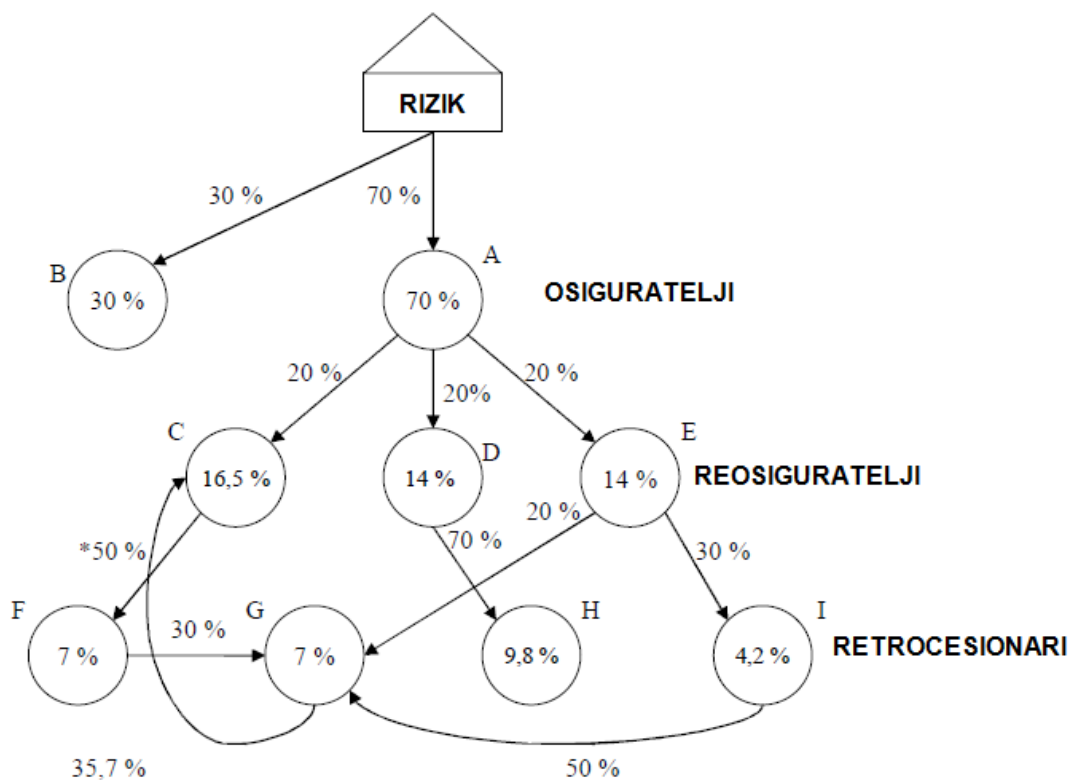 RIZIK
30 %
70 %
B
A
30 %
70 %
OSIGURATELJI
20 %
20%
20 %
C
D
E
16,5 %
14 %
14 %
REOSIGURATELJI
*50 %
70 %
20 %
30 %
F
G
H
I
7 %
30 %
7 %
9,8 %
4,2 %
RETROCESIONARI
35,7 %
50 %